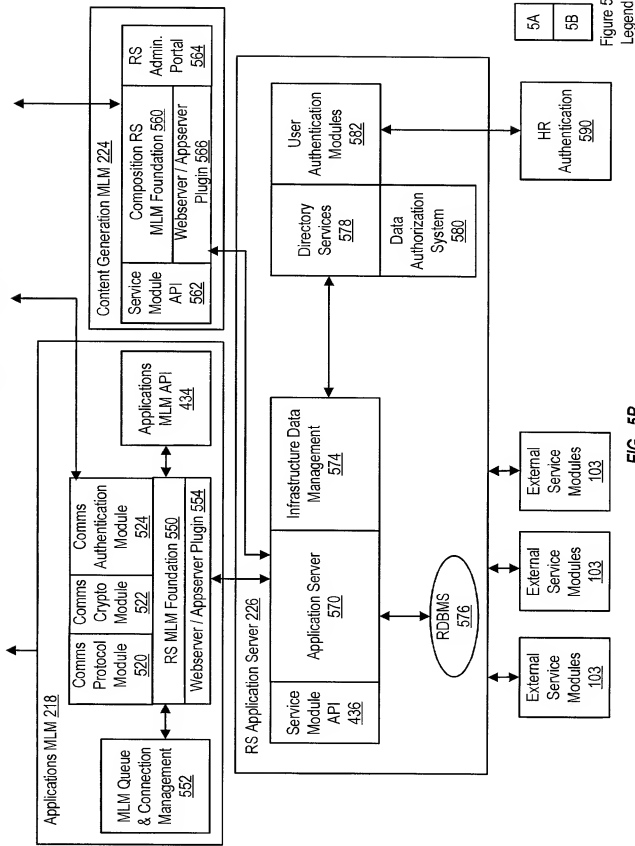 Applications MLM 218
MLM Queue
& Connection
Management
552
Comms
Protocol
Module
520
Comms
Crypto
Module
522
Comms
Authentication
Module
524
RS MLM Foundation 550
Webserver / Appserver Plugin 554
Applications
MLM API
434
Content Generation MLM 224
Service
Module
API
562
Composition RS
MLM Foundation 560
Webserver / Appserver
Plugin 566
RS
Admin.
Portal
564
RS Application Server 226
Service
Module
API
436
Application Server
570
Infrastructure Data
Management
574
RDBMS
576
Directory
Services
578
User
Authentication
Modules
582
Data
Authorization
System
580
External
Service
Modules
103
External
Service
Modules
103
External
Service
Modules
103
HR
Authentication
590
5A
5B
Figure 5
Legend
FIG. 5B